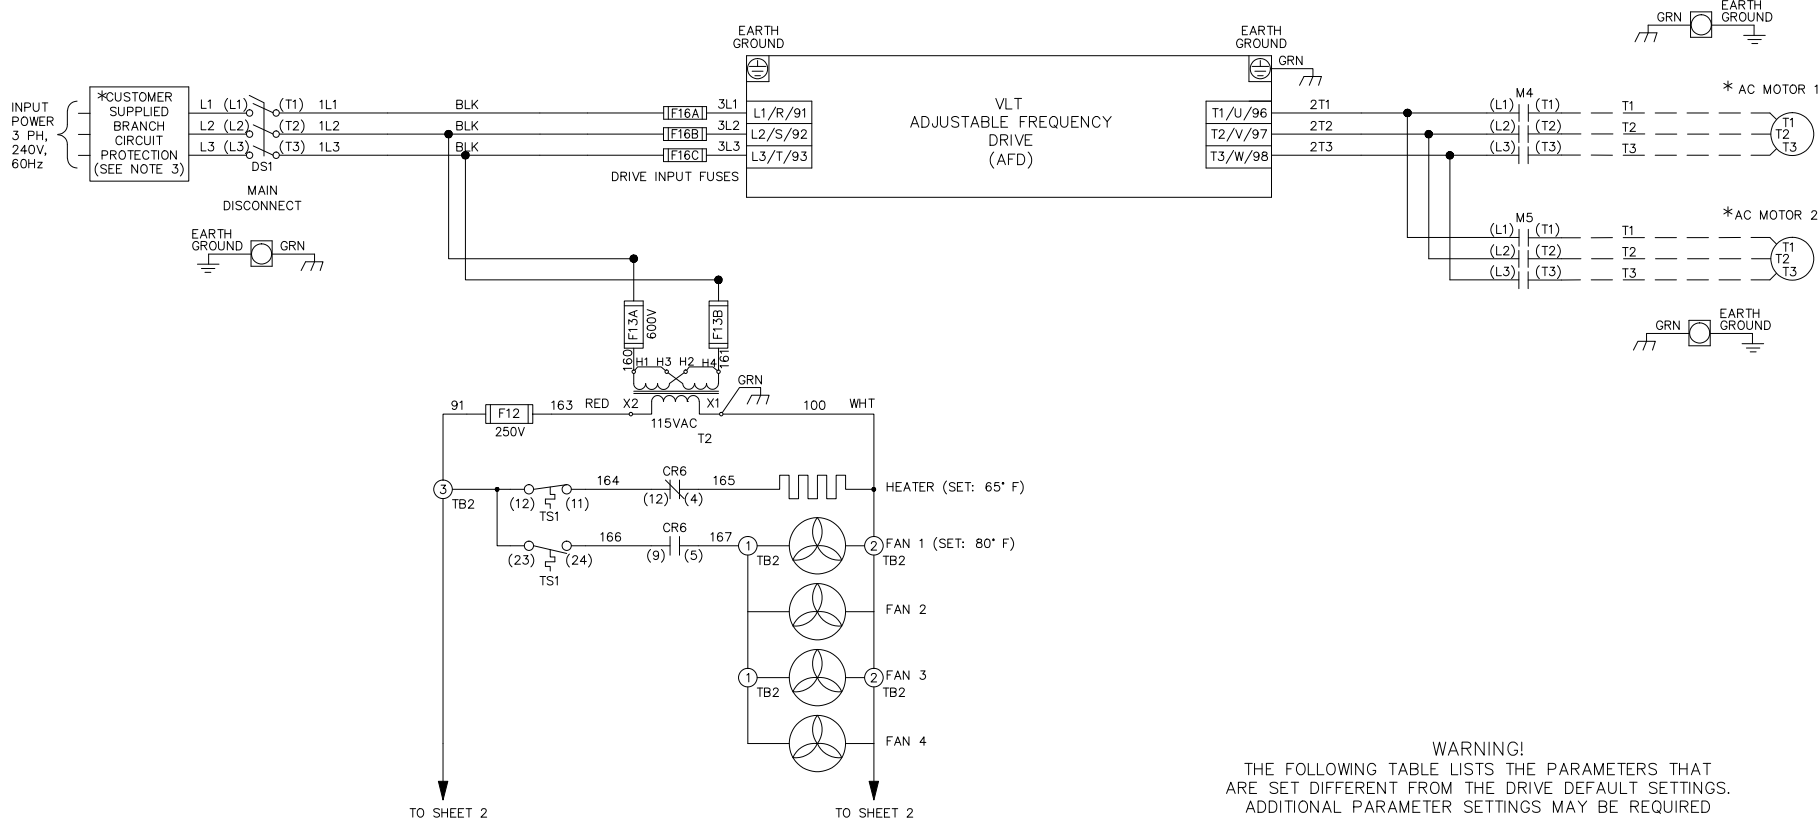 EARTH
GROUND
EARTH
GROUND
GRN
GRN
EARTH
GROUND
INPUT
POWER
3 PH,
240V,
60Hz
*CUSTOMER
SUPPLIED
BRANCH
CIRCUIT
PROTECTION
(SEE NOTE 3)
L1 (L1) (T1) 1L1 BLK F16A 3L1 L1/R/91
L2 (L2) (T2) 1L2 BLK F16B 3L2 L2/S/92
L3 (L3) (T3) 1L3 BLK F16C 3L3 L3/T/93
DS1
MAIN
DISCONNECT
DRIVE INPUT FUSES
VLT
ADJUSTABLE FREQUENCY
DRIVE
(AFD)
T1/U/96 2T1
T2/V/97 2T2
T3/W/98 2T3
M4
(L1) (T1) T1
(L2) (T2) T2
(L3) (T3) T3
* AC MOTOR 1
T1
T2
T3
M5
(L1) (T1) T1
(L2) (T2) T2
(L3) (T3) T3
*AC MOTOR 2
T1
T2
T3
EARTH
GROUND
GRN
GRN
EARTH
GROUND
F13A
600V
F13B
160
161
H1 H3 H2 H4
GRN
91 F12 163 RED X2 X1 100 WHT
250V
115VAC
T2
3
TB2
(12) (11)
TS1
164
CR6
(12) (4)
165
HEATER (SET: 65° F)
(23) (24)
TS1
166
CR6
(9) (5)
167
1
TB2
2
TB2
FAN 1 (SET: 80° F)
FAN 2
1
TB2
2
TB2
FAN 3
FAN 4
TO SHEET 2
TO SHEET 2
WARNING!
THE FOLLOWING TABLE LISTS THE PARAMETERS THAT
ARE SET DIFFERENT FROM THE DRIVE DEFAULT SETTINGS.
ADDITIONAL PARAMETER SETTINGS MAY BE REQUIRED